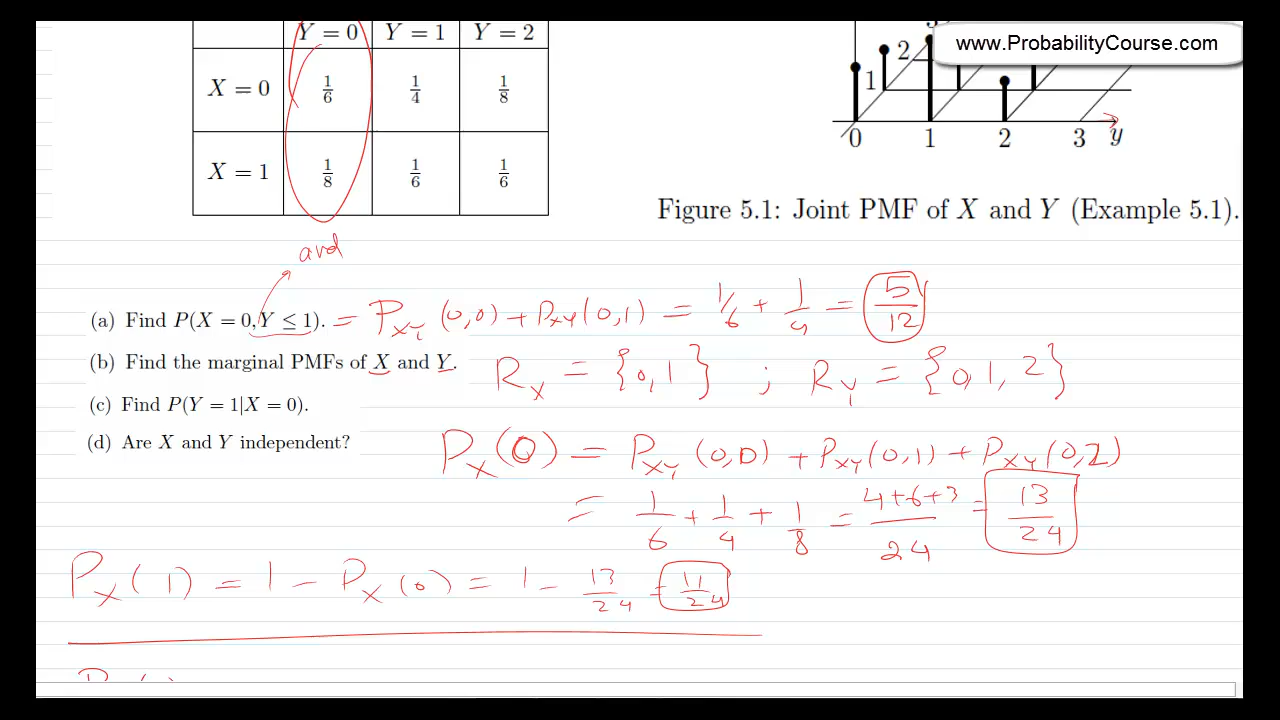 Y = 0 Y = 1 Y = 2
www.ProbabilityCourse.com
X = 0 1/6 1/4 1/8
1 2
X = 1 1/8 1/6 1/6
0 1 2 3 y
Figure 5.1: Joint PMF of X and Y (Example 5.1).
and
(a) Find P(X = 0, Y ≤ 1). = P_XY (0,0) + P_XY (0,1) = 1/6 + 1/4 = 5/12
(b) Find the marginal PMFs of X and Y. R_X = {0,1} ; R_Y = {0,1,2}
(c) Find P(Y = 1|X = 0).
(d) Are X and Y independent?
P_X (0) = P_XY (0,0) + P_XY (0,1) + P_XY (0,2)
= 1/6 + 1/4 + 1/8 = 4+6+3/24 = 13/24
P_X (1) = 1 − P_X (0) = 1 − 13/24 = 11/24